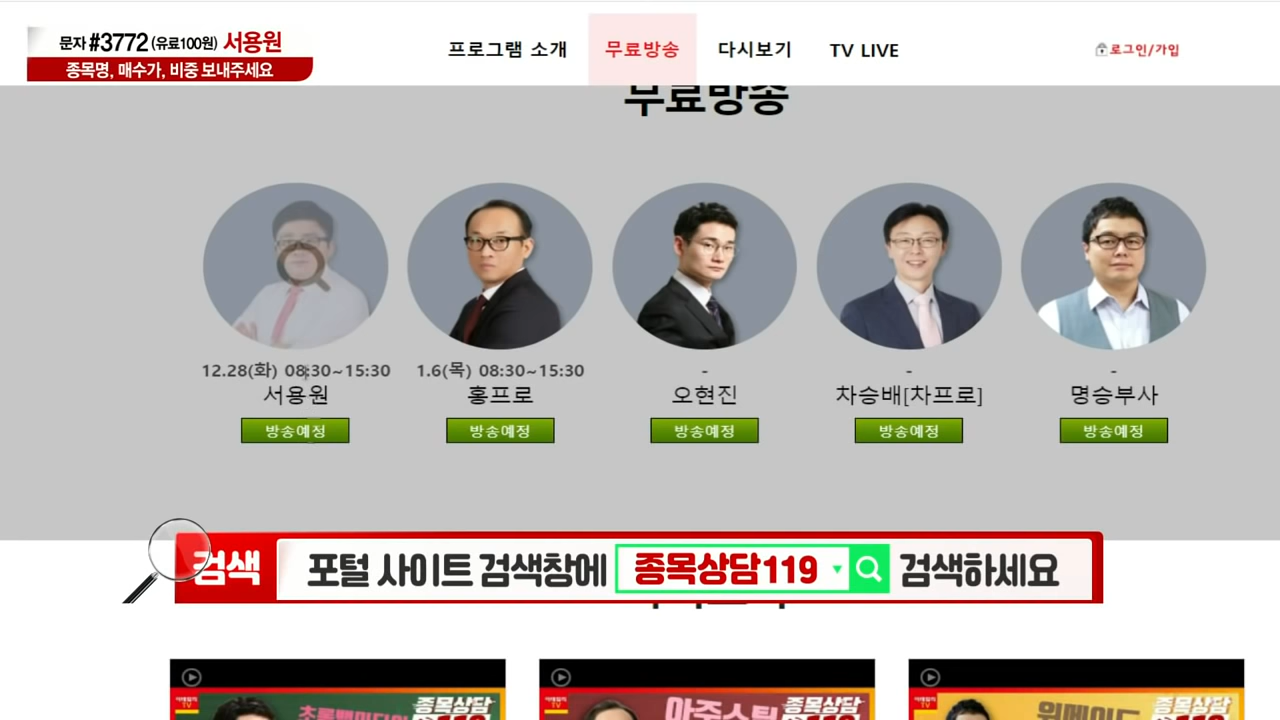 문자 #3772 (유료100원) 서용원
종목명, 매수가, 비중 보내주세요
프로그램 소개 무료방송 다시보기 TV LIVE 로그인/가입
무료방송
12.28(화) 08:30~15:30 1.6(목) 08:30~15:30 - - -
서용원 홍프로 오현진 차승배[차프로] 명승부사
방송예정 방송예정 방송예정 방송예정 방송예정
검색 포털 사이트 검색창에 종목상담119 검색하세요
종목상담 종목상담 종목상담